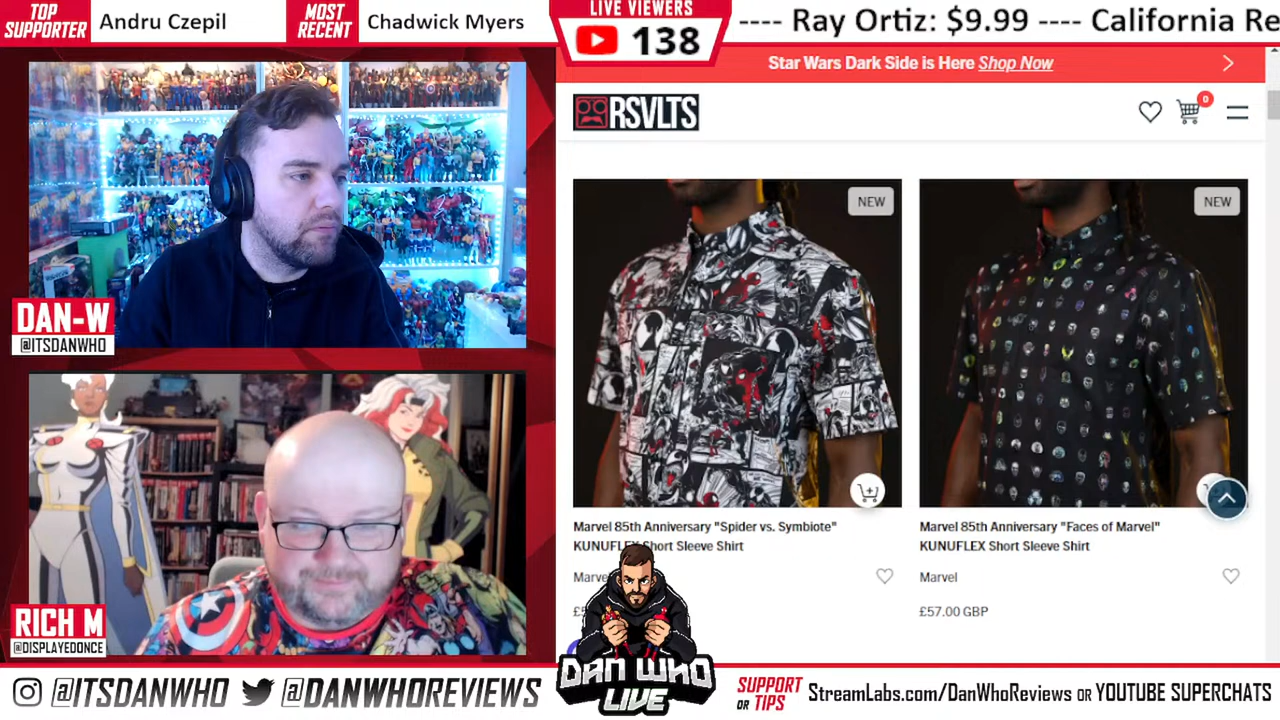 TOP SUPPORTER
Andru Czepil
MOST RECENT
Chadwick Myers
LIVE VIEWERS
138
---- Ray Ortiz: $9.99 ---- California Re
Star Wars Dark Side is Here Shop Now
RSVLTS
0
NEW
NEW
Marvel 85th Anniversary "Spider vs. Symbiote"
KUNUFLEX Short Sleeve Shirt
Marvel 85th Anniversary "Faces of Marvel"
KUNUFLEX Short Sleeve Shirt
Marvel
£57.00 GBP
DAN-W
@ITSDANWHO
RICH M
@DISPLAYEDONCE
DAN WHO
LIVE
@ITSDANWHO
@DANWHOREVIEWS
SUPPORT
OR TIPS
StreamLabs.com/DanWhoReviews OR YOUTUBE SUPERCHATS